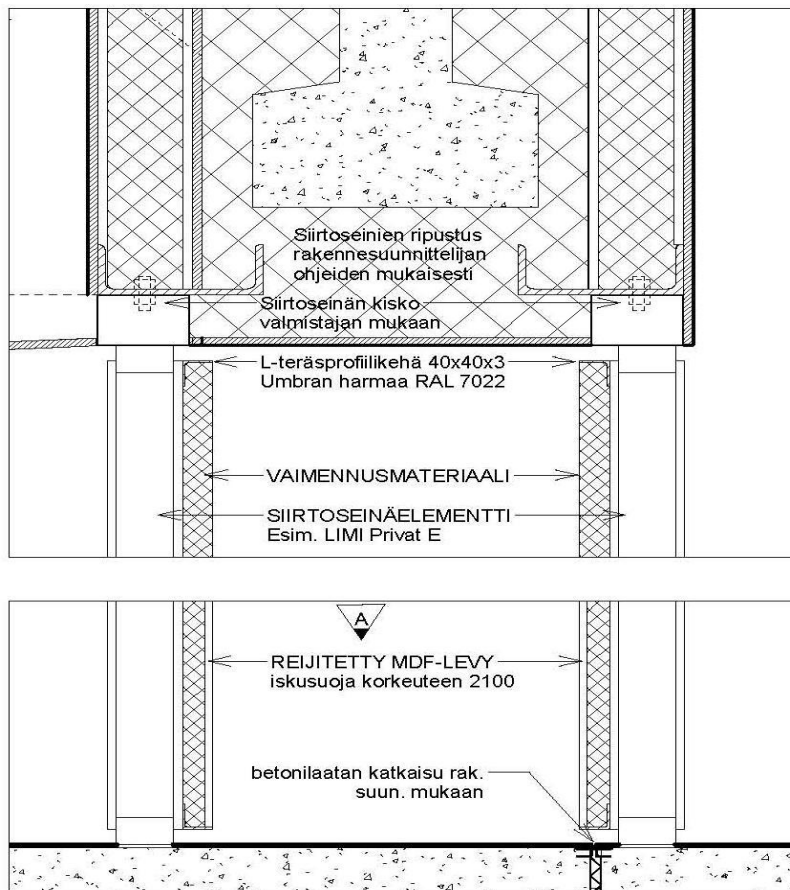 Siirtoseinien ripustus
rakennesuunnittelijan
ohjeiden mukaisesti
Siirtoseinän kisko
valmistajan mukaan
L-teräsprofiilikehä 40x40x3
Umbran harmaa RAL 7022
VAIMENNUSMATERIAALI
SIIRTOSEINÄELEMENTTI
Esim. LIMI Privat E
A
REIJITETTY MDF-LEVY
iskusuoja korkeuteen 2100
betonilaatan katkaisu rak.
suun. mukaan